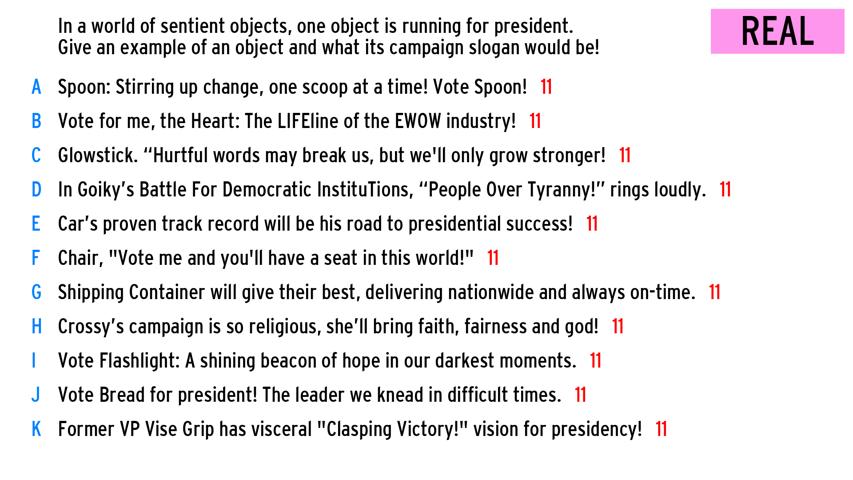 In a world of sentient objects, one object is running for president.
Give an example of an object and what its campaign slogan would be!
REAL
A Spoon: Stirring up change, one scoop at a time! Vote Spoon! 11
B Vote for me, the Heart: The LIFEline of the EWOW industry! 11
C Glowstick. “Hurtful words may break us, but we'll only grow stronger! 11
D In Goiky’s Battle For Democratic InstituTions, “People Over Tyranny!” rings loudly. 11
E Car’s proven track record will be his road to presidential success! 11
F Chair, "Vote me and you'll have a seat in this world!" 11
G Shipping Container will give their best, delivering nationwide and always on-time. 11
H Crossy’s campaign is so religious, she’ll bring faith, fairness and god! 11
I Vote Flashlight: A shining beacon of hope in our darkest moments. 11
J Vote Bread for president! The leader we knead in difficult times. 11
K Former VP Vise Grip has visceral "Clasping Victory!" vision for presidency! 11